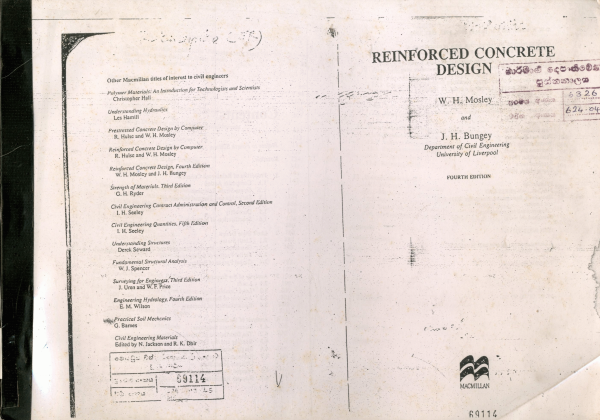 Other Macmillan titles of interest to civil engineers
Polymer Materials: An Introduction for Technologists and Scientists
Christopher Hall
Understanding Hydraulics
Les Hamill
Prestressed Concrete Design by Computer
R. Hulse and W. H. Mosley
Reinforced Concrete Design by Computer
R. Hulse and W. H. Mosley
Reinforced Concrete Design, Fourth Edition
W. H. Mosley and J. H. Bungey
Strength of Materials, Third Edition
G. H. Ryder
Civil Engineering Contract Administration and Control, Second Edition
I. H. Seeley
Civil Engineering Quantities, Fifth Edition
I. H. Seeley
Understanding Structures
Derek Seward
Fundamental Structural Analysis
W. J. Spencer
Surveying for Engineers, Third Edition
J. Uren and W. F. Price
Engineering Hydrology, Fourth Edition
E. M. Wilson
Practical Soil Mechanics
G. Barnes
Civil Engineering Materials
Edited by N. Jackson and R. K. Dhir
69114
REINFORCED CONCRETE
DESIGN
W. H. Mosley
and
J. H. Bungey
Department of Civil Engineering
University of Liverpool
FOURTH EDITION
පුස්තකාලය
6326
624.04
MACMILLAN
69114